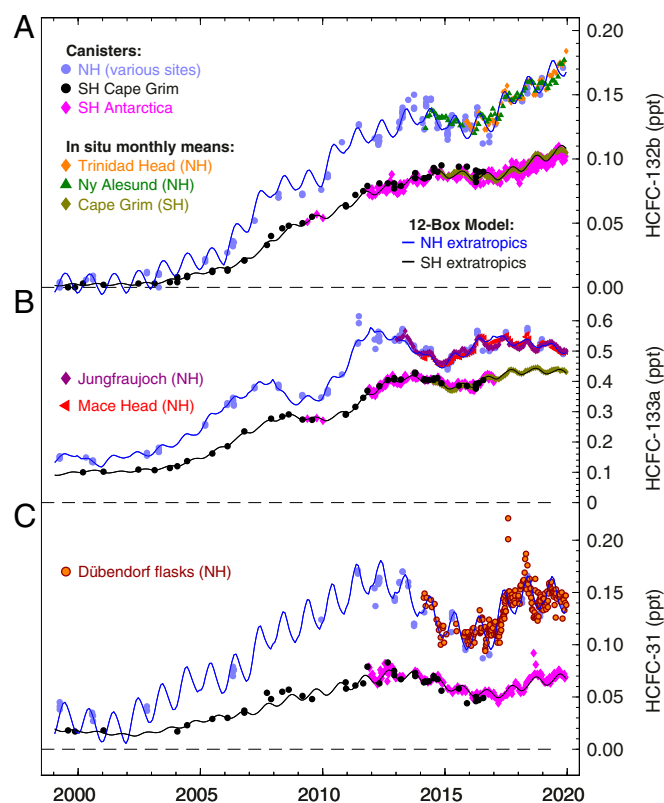 A
Canisters:
NH (various sites)
SH Cape Grim
SH Antarctica
In situ monthly means:
Trinidad Head (NH)
Ny Alesund (NH)
Cape Grim (SH)
12-Box Model:
NH extratropics
SH extratropics
0.20
0.15
0.10
0.05
0.00
HCFC-132b (ppt)
B
Jungfraujoch (NH)
Mace Head (NH)
0.6
0.5
0.4
0.3
0.2
0.1
0
HCFC-133a (ppt)
C
Dübendorf flasks (NH)
0.20
0.15
0.10
0.05
0.00
HCFC-31 (ppt)
2000
2005
2010
2015
2020